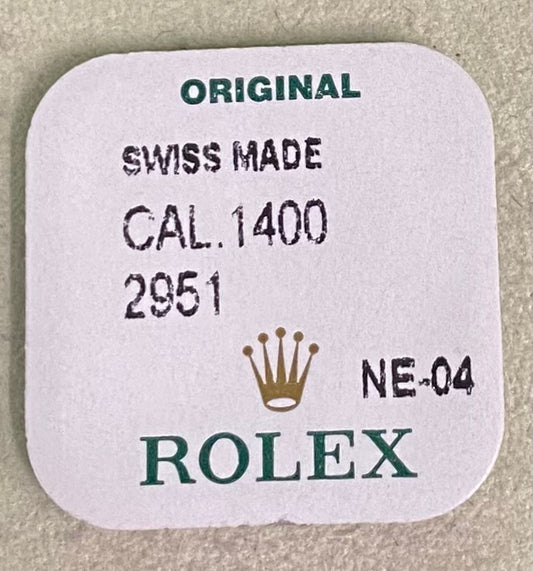 ORIGINAL
SWISS MADE
CAL.1400
2951
NE-04
ROLEX